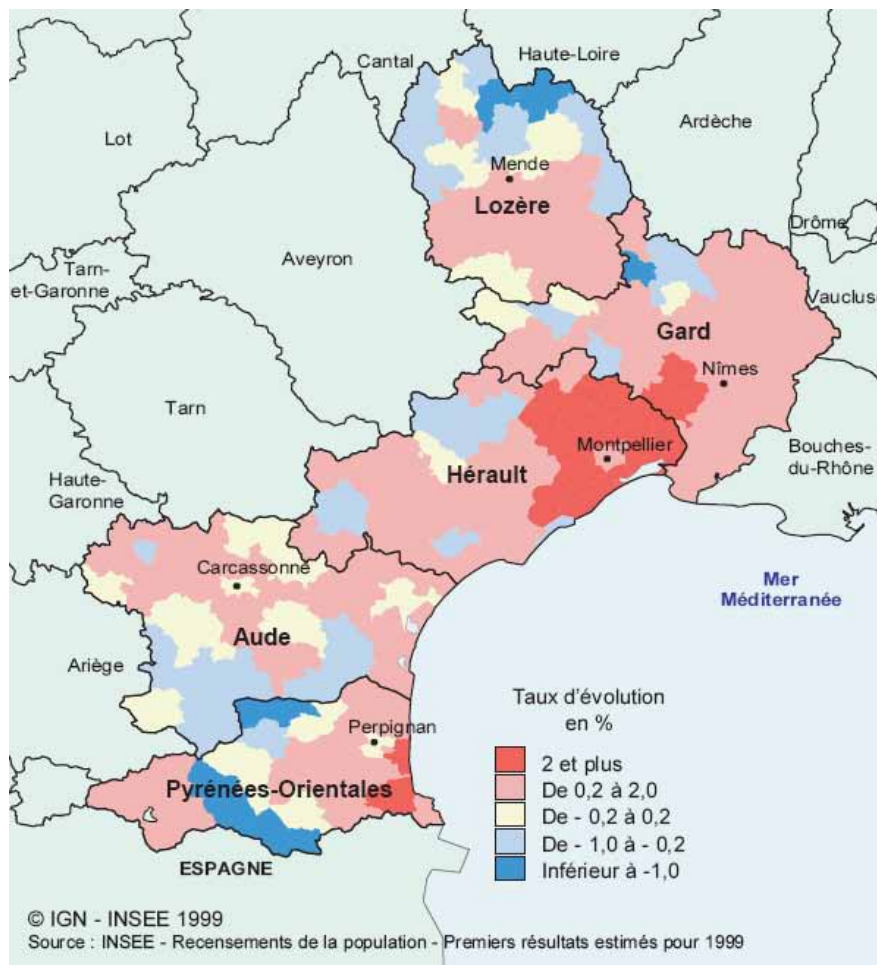 Cantal
Haute-Loire
Lot
Ardèche
Mende
Lozère
Drôme
Aveyron
Tarn-
et-Garonne
Vaucluse
Gard
Nîmes
Tarn
Montpellier
Bouches-
du-Rhône
Hérault
Haute-
Garonne
Carcassonne
Mer
Méditerranée
Aude
Ariège
Taux d'évolution
en %
Perpignan
2 et plus
Pyrénées-Orientales
De 0,2 à 2,0
De - 0,2 à 0,2
De - 1,0 à - 0,2
Inférieur à -1,0
ESPAGNE
© IGN - INSEE 1999
Source : INSEE - Recensements de la population - Premiers résultats estimés pour 1999